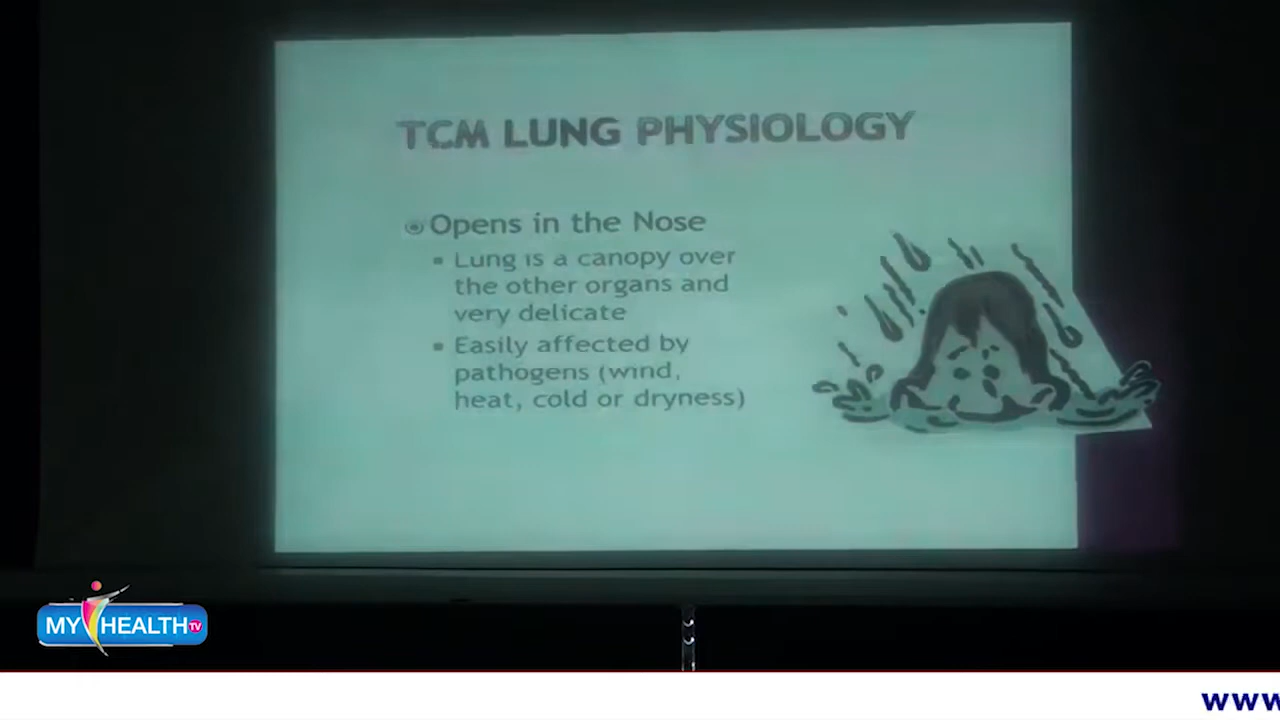 TCM LUNG PHYSIOLOGY
Opens in the Nose
Lung is a canopy over
the other organs and
very delicate
Easily affected by
pathogens (wind,
heat, cold or dryness)
MY HEALTH TV
www